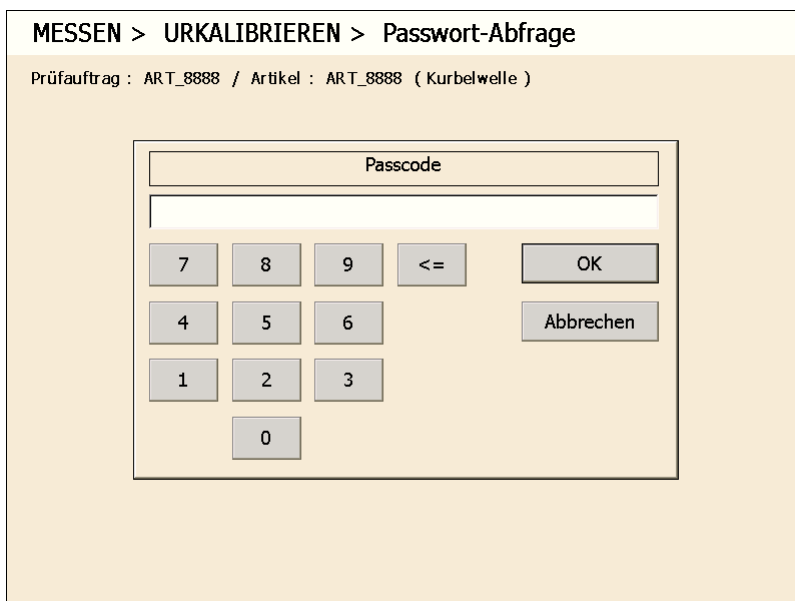 MESSEN > URKALIBRIEREN > Passwort-Abfrage
Prüfauftrag : ART_8888 / Artikel : ART_8888 ( Kurbelwelle )
Passcode
7 8 9 <= OK
4 5 6 Abbrechen
1 2 3
0